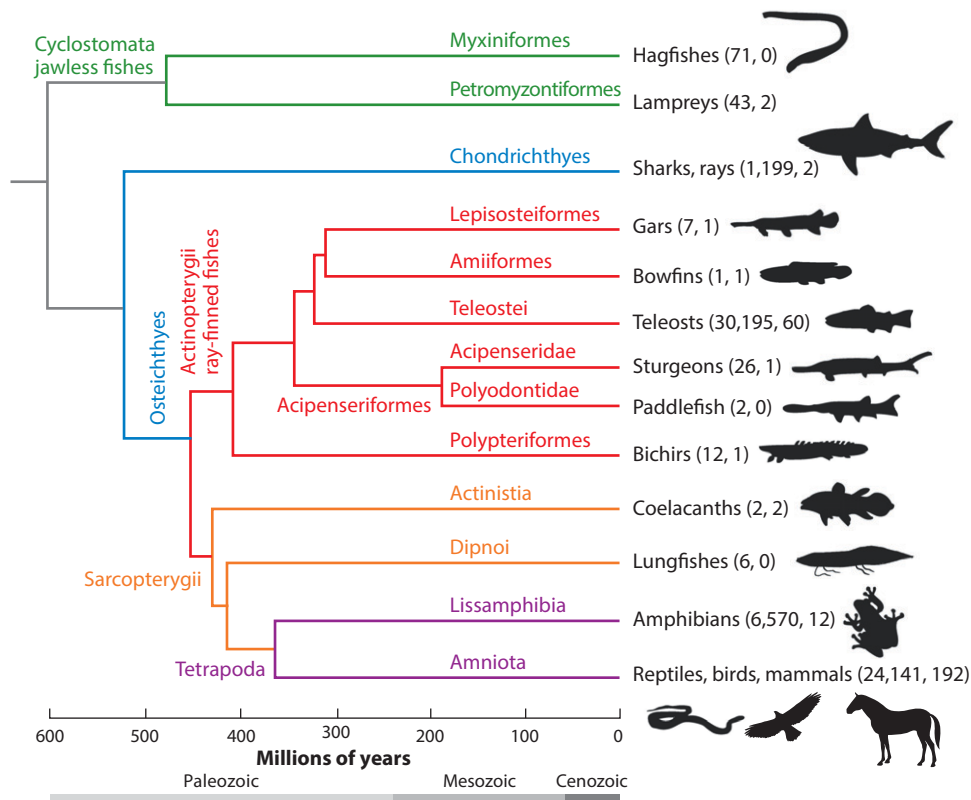 Cyclostomata
jawless fishes
Myxiniformes
Hagfishes (71, 0)
Petromyzontiformes
Lampreys (43, 2)
Chondrichthyes
Sharks, rays (1,199, 2)
Osteichthyes
Actinopterygii
ray-finned fishes
Lepisosteiformes
Gars (7, 1)
Amiiformes
Bowfins (1, 1)
Teleostei
Teleosts (30,195, 60)
Acipenseridae
Sturgeons (26, 1)
Acipenseriformes
Polyodontidae
Paddlefish (2, 0)
Polypteriformes
Bichirs (12, 1)
Actinistia
Coelacanths (2, 2)
Dipnoi
Lungfishes (6, 0)
Sarcopterygii
Lissamphibia
Amphibians (6,570, 12)
Tetrapoda
Amniota
Reptiles, birds, mammals (24,141, 192)
600 500 400 300 200 100 0
Millions of years
Paleozoic Mesozoic Cenozoic